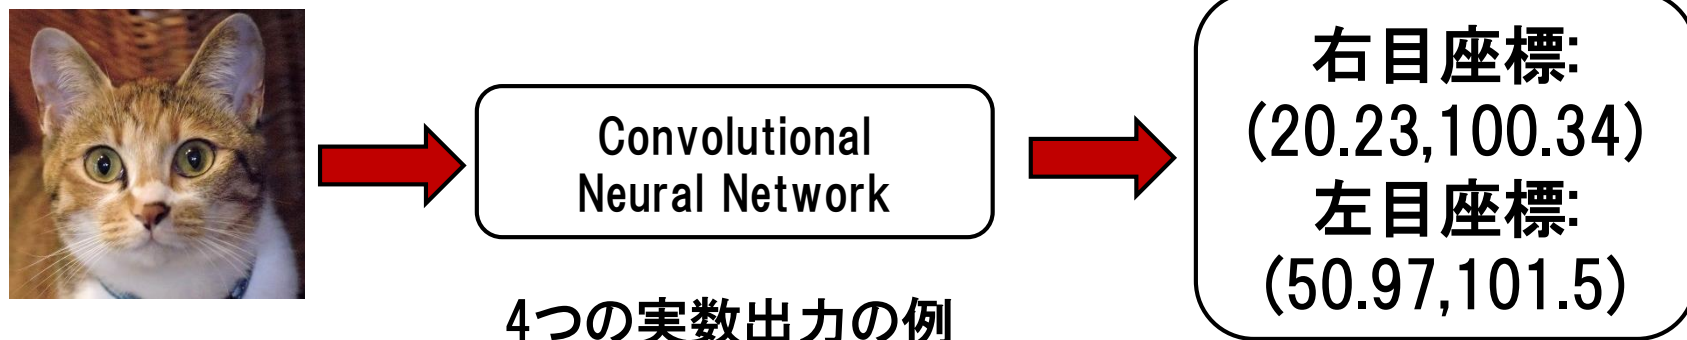 Convolutional
Neural Network
4つの実数出力の例
右目座標:
(20.23,100.34)
左目座標:
(50.97,101.5)